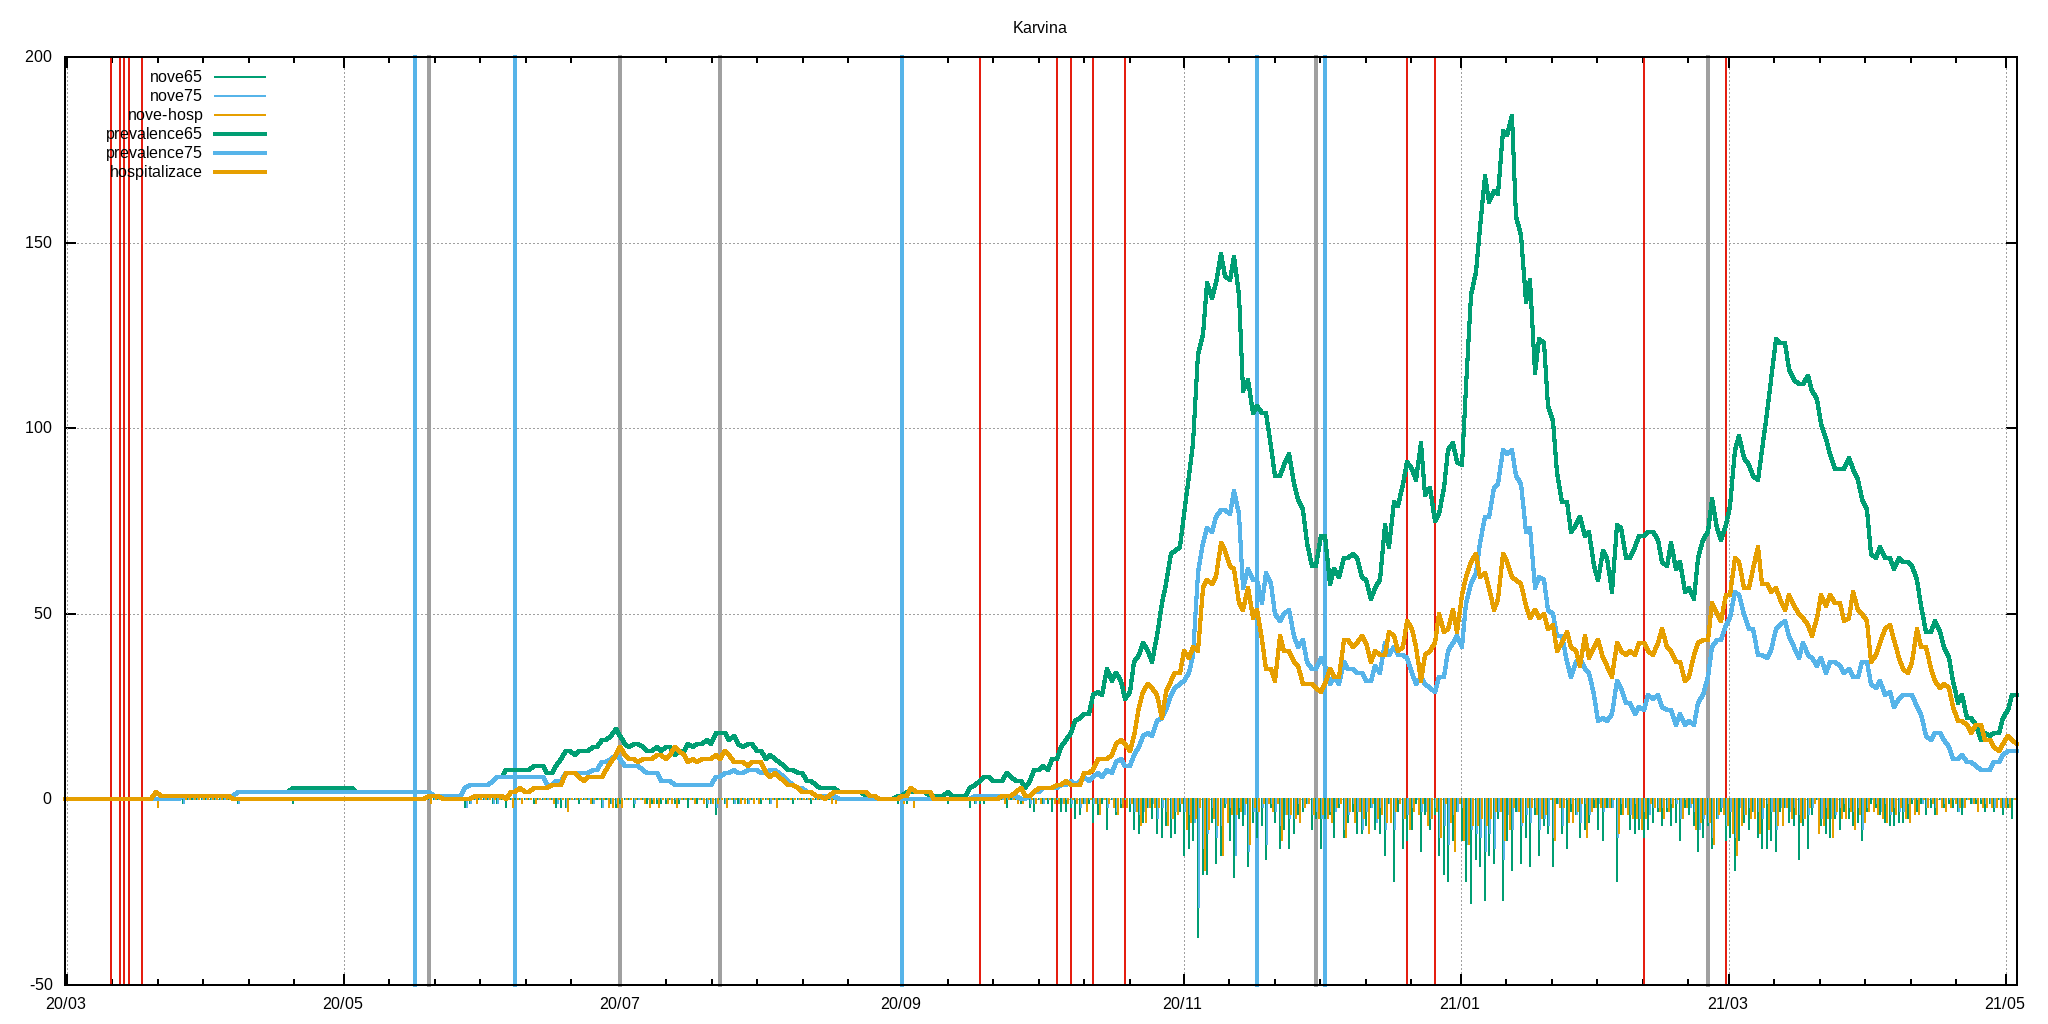 Karvina
200
nove65
nove75
nove-hosp
prevalence65
prevalence75
hospitalizace
150
100
50
0
-50
20/03 20/05 20/07 20/09 20/11 21/01 21/03 21/05